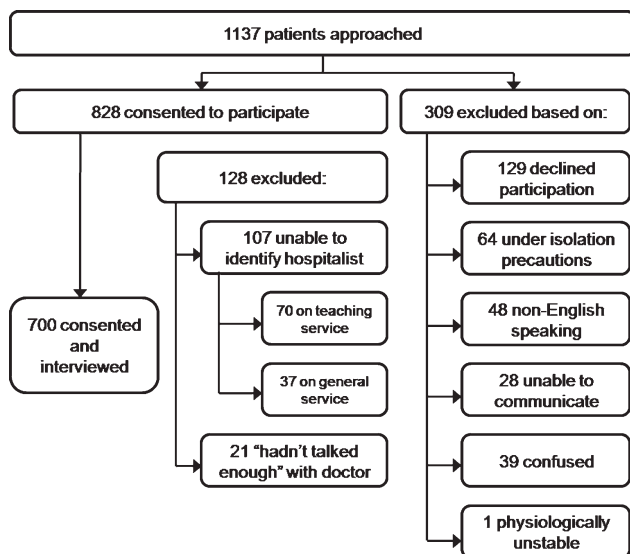 1137 patients approached
828 consented to participate
309 excluded based on:
128 excluded:
107 unable to
identify hospitalist
70 on teaching
service
37 on general
service
21 “hadn’t talked
enough” with doctor
700 consented
and
interviewed
129 declined
participation
64 under isolation
precautions
48 non-English
speaking
28 unable to
communicate
39 confused
1 physiologically
unstable